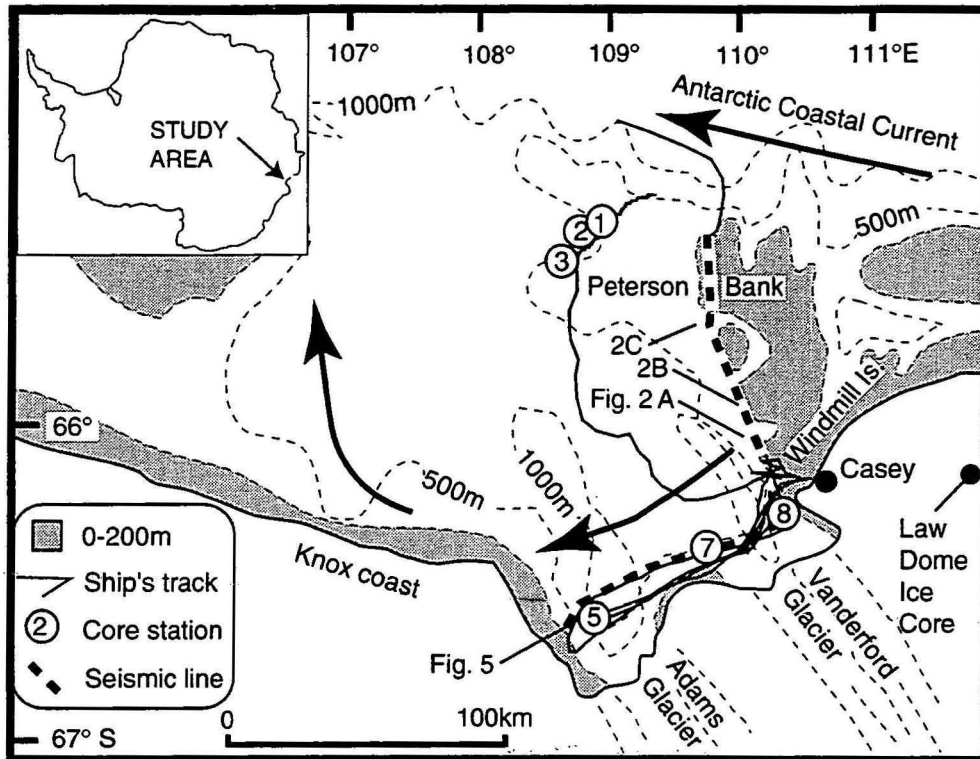 107°
108°
109°
110°
111°E
1000m
Antarctic Coastal Current
STUDY
AREA
500m
1
2
3
Peterson Bank
2C
2B
Fig. 2 A
Windmill Is.
66°
Casey
500m
1000m
8
7
Law
Dome
Ice
Core
0-200m
Ship's track
2 Core station
Seismic line
Knox coast
5
Fig. 5
Vanderford
Glacier
Adams
Glacier
0
100km
67° S